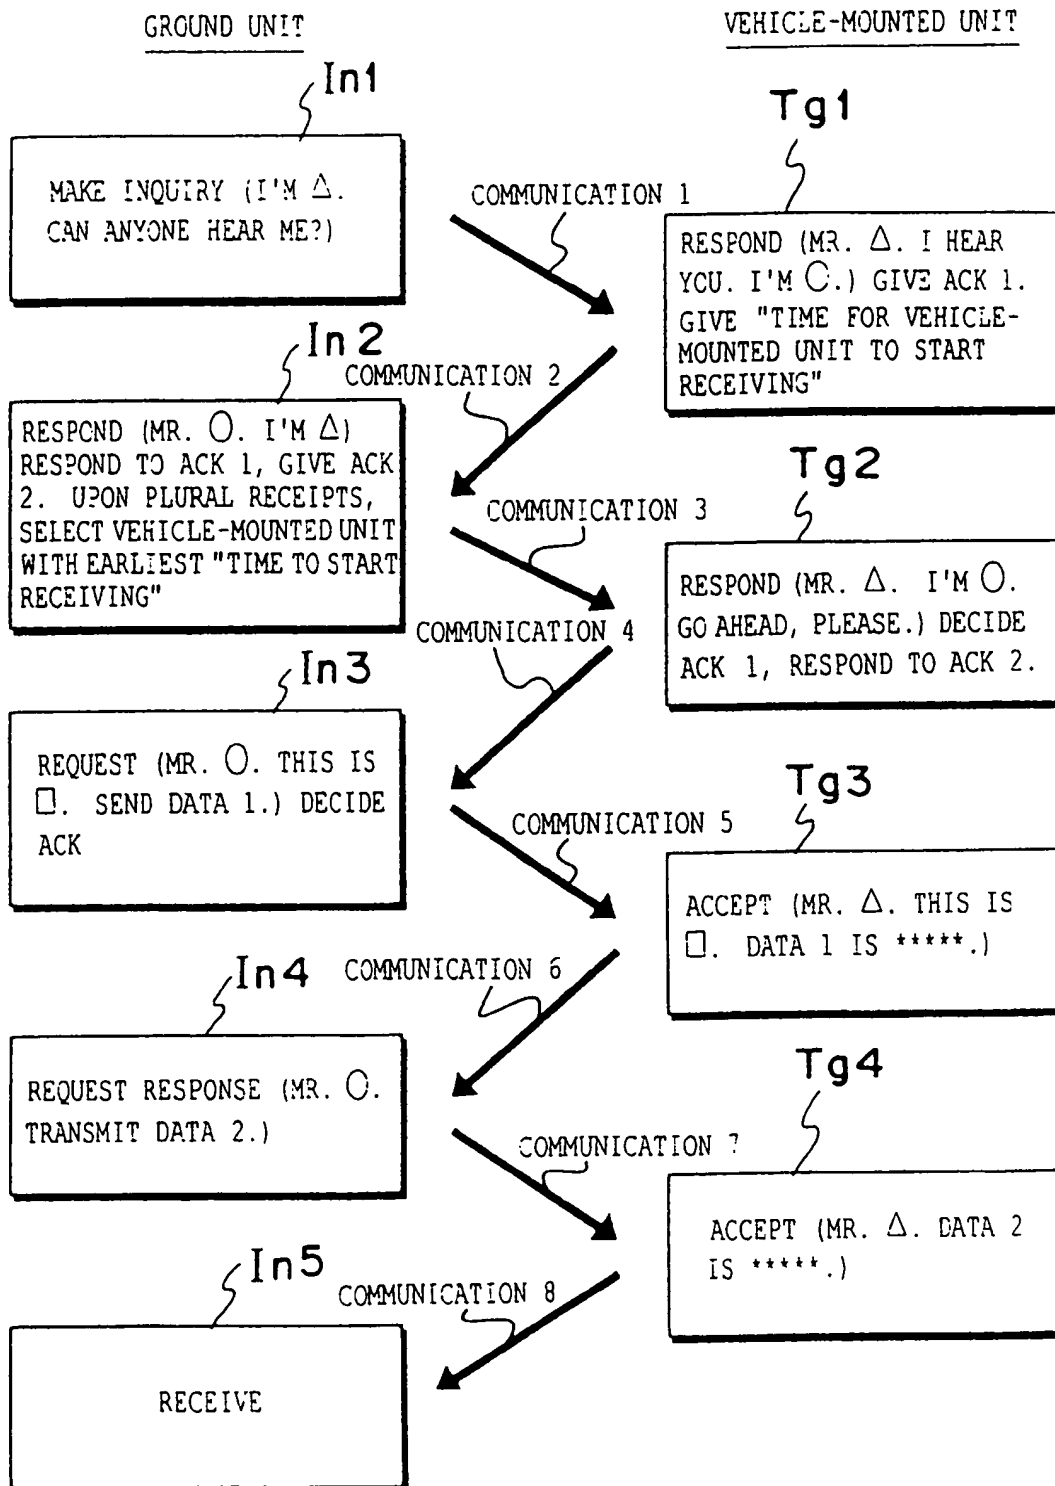 GROUND UNIT
VEHICLE-MOUNTED UNIT
In1
MAKE INQUIRY (I'M △.
CAN ANYONE HEAR ME?)
COMMUNICATION 1
Tg1
RESPOND (MR. △. I HEAR
YOU. I'M ○.) GIVE ACK 1.
GIVE "TIME FOR VEHICLE-
MOUNTED UNIT TO START
RECEIVING"
In2
COMMUNICATION 2
RESPOND (MR. ○. I'M △)
RESPOND TO ACK 1, GIVE ACK
2. UPON PLURAL RECEIPTS,
SELECT VEHICLE-MOUNTED UNIT
WITH EARLIEST "TIME TO START
RECEIVING"
COMMUNICATION 3
Tg2
RESPOND (MR. △. I'M ○.
GO AHEAD, PLEASE.) DECIDE
ACK 1, RESPOND TO ACK 2.
COMMUNICATION 4
In3
REQUEST (MR. ○. THIS IS
□. SEND DATA 1.) DECIDE
ACK
COMMUNICATION 5
Tg3
ACCEPT (MR. △. THIS IS
□. DATA 1 IS *****.)
In4
COMMUNICATION 6
REQUEST RESPONSE (MR. ○.
TRANSMIT DATA 2.)
COMMUNICATION 7
Tg4
ACCEPT (MR. △. DATA 2
IS *****.)
In5
COMMUNICATION 8
RECEIVE